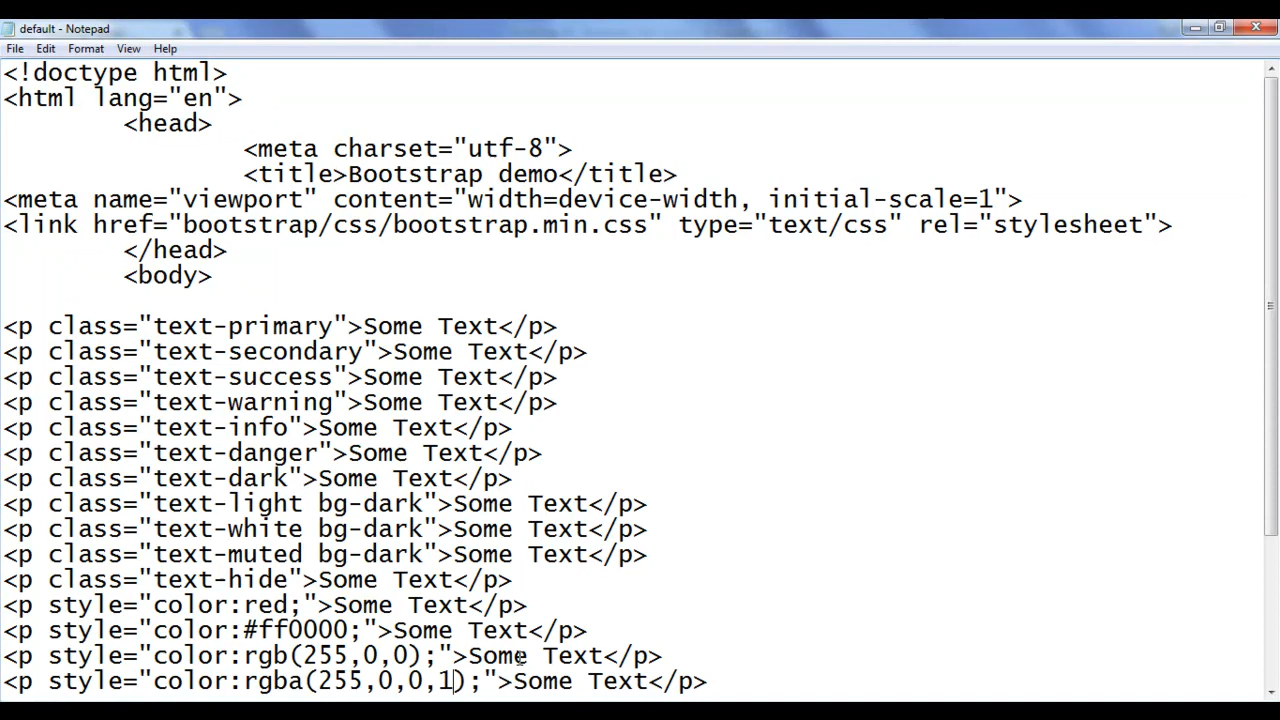 default - Notepad
File Edit Format View Help
<!doctype html>
<html lang="en">
<head>
<meta charset="utf-8">
<title>Bootstrap demo</title>
<meta name="viewport" content="width=device-width, initial-scale=1">
<link href="bootstrap/css/bootstrap.min.css" type="text/css" rel="stylesheet">
</head>
<body>
<p class="text-primary">Some Text</p>
<p class="text-secondary">Some Text</p>
<p class="text-success">Some Text</p>
<p class="text-warning">Some Text</p>
<p class="text-info">Some Text</p>
<p class="text-danger">Some Text</p>
<p class="text-dark">Some Text</p>
<p class="text-light bg-dark">Some Text</p>
<p class="text-white bg-dark">Some Text</p>
<p class="text-muted bg-dark">Some Text</p>
<p class="text-hide">Some Text</p>
<p style="color:red;">Some Text</p>
<p style="color:#ff0000;">Some Text</p>
<p style="color:rgb(255,0,0);">Some Text</p>
<p style="color:rgba(255,0,0,1);">Some Text</p>